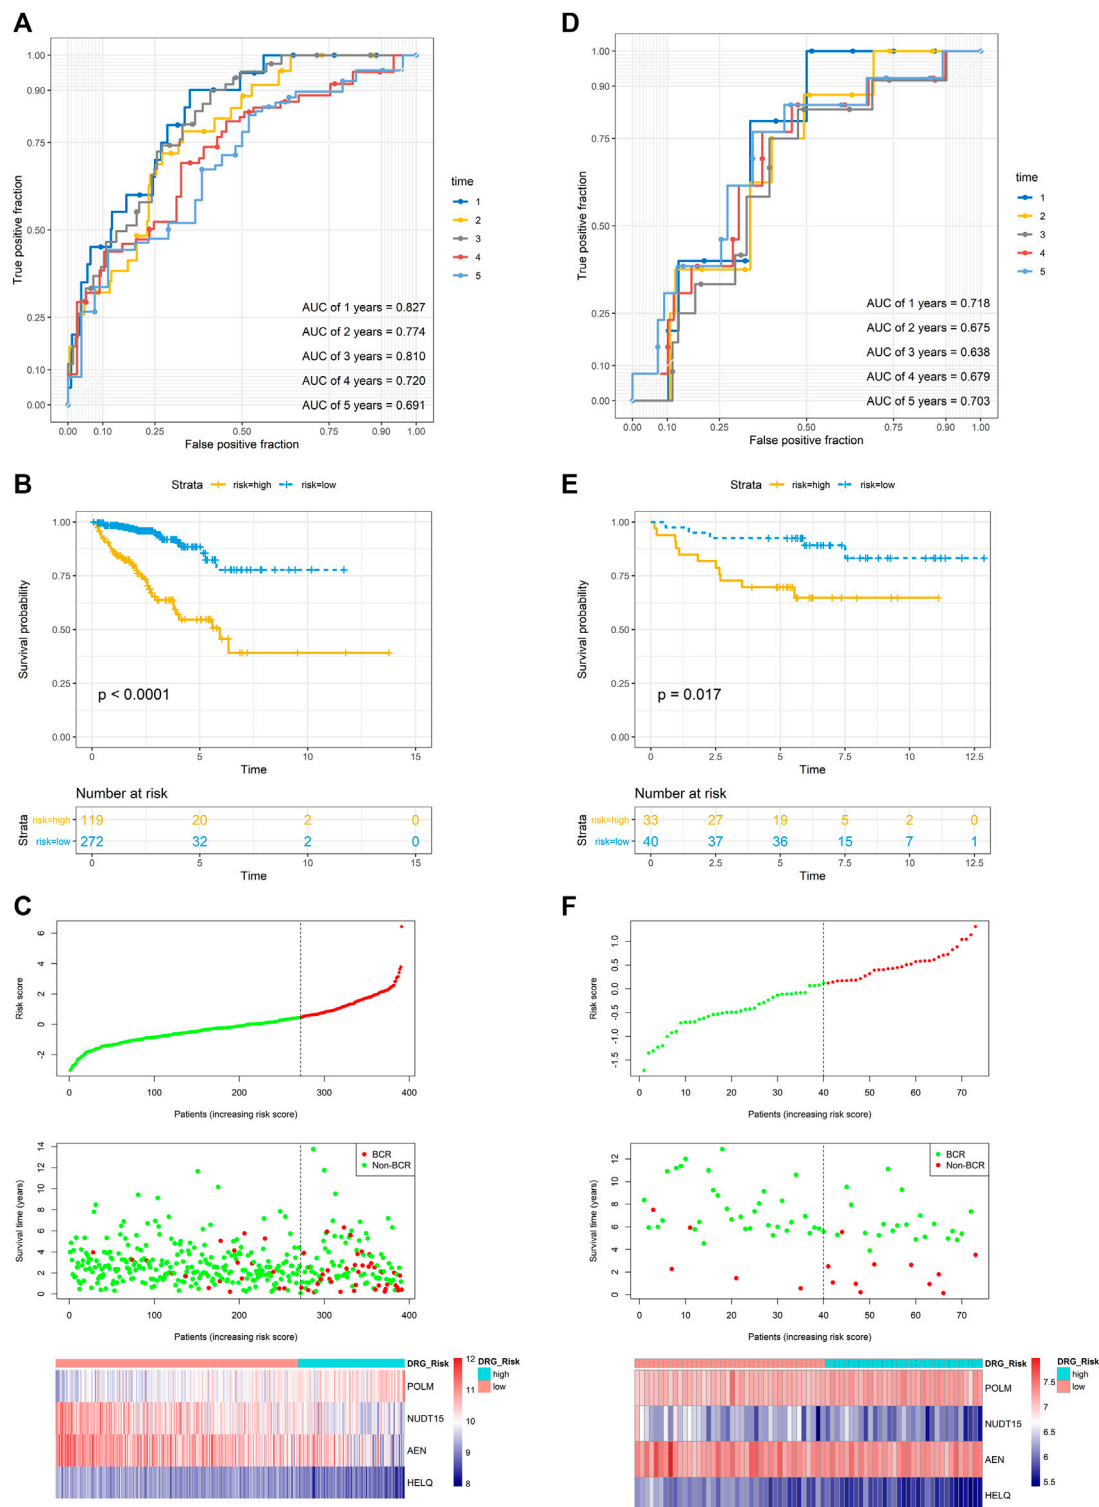 A
1.00
0.90
0.75
0.50
0.25
0.10
0.00
True positive fraction
0.00 0.10 0.25 0.50 0.75 0.90 1.00
False positive fraction
AUC of 1 years = 0.827
AUC of 2 years = 0.774
AUC of 3 years = 0.810
AUC of 4 years = 0.720
AUC of 5 years = 0.691
time
1
2
3
4
5
D
1.00
0.90
0.75
0.50
0.25
0.10
0.00
True positive fraction
0.00 0.10 0.25 0.50 0.75 0.90 1.00
False positive fraction
AUC of 1 years = 0.718
AUC of 2 years = 0.675
AUC of 3 years = 0.638
AUC of 4 years = 0.679
AUC of 5 years = 0.703
time
1
2
3
4
5
B
Strata risk=high risk=low
1.00
0.75
0.50
0.25
0.00
Survival probability
p < 0.0001
0 5 10 15
Time
Number at risk
Strata
risk=high 119 20 2 0
risk=low 272 32 2 0
0 5 10 15
Time
E
Strata risk=high risk=low
1.00
0.75
0.50
0.25
0.00
Survival probability
p = 0.017
0 2.5 5 7.5 10 12.5
Time
Number at risk
Strata
risk=high 33 27 19 5 2 0
risk=low 40 37 36 15 7 1
0 2.5 5 7.5 10 12.5
Time
C
6
4
2
0
-2
Risk score
0 100 200 300 400
Patients (increasing risk score)
14
12
10
8
6
4
2
0
Survival time (years)
BCR
Non-BCR
0 100 200 300 400
Patients (increasing risk score)
DRG_Risk
POLM
NUDT15
AEN
HELQ
12
11
10
9
8
DRG_Risk
high
low
F
1.0
0.5
0.0
-0.5
-1.0
-1.5
Risk score
0 10 20 30 40 50 60 70
Patients (increasing risk score)
12
10
8
6
4
2
0
Survival time (years)
BCR
Non-BCR
0 10 20 30 40 50 60 70
Patients (increasing risk score)
DRG_Risk
POLM
NUDT15
AEN
HELQ
7.5
7
6.5
6
5.5
DRG_Risk
high
low